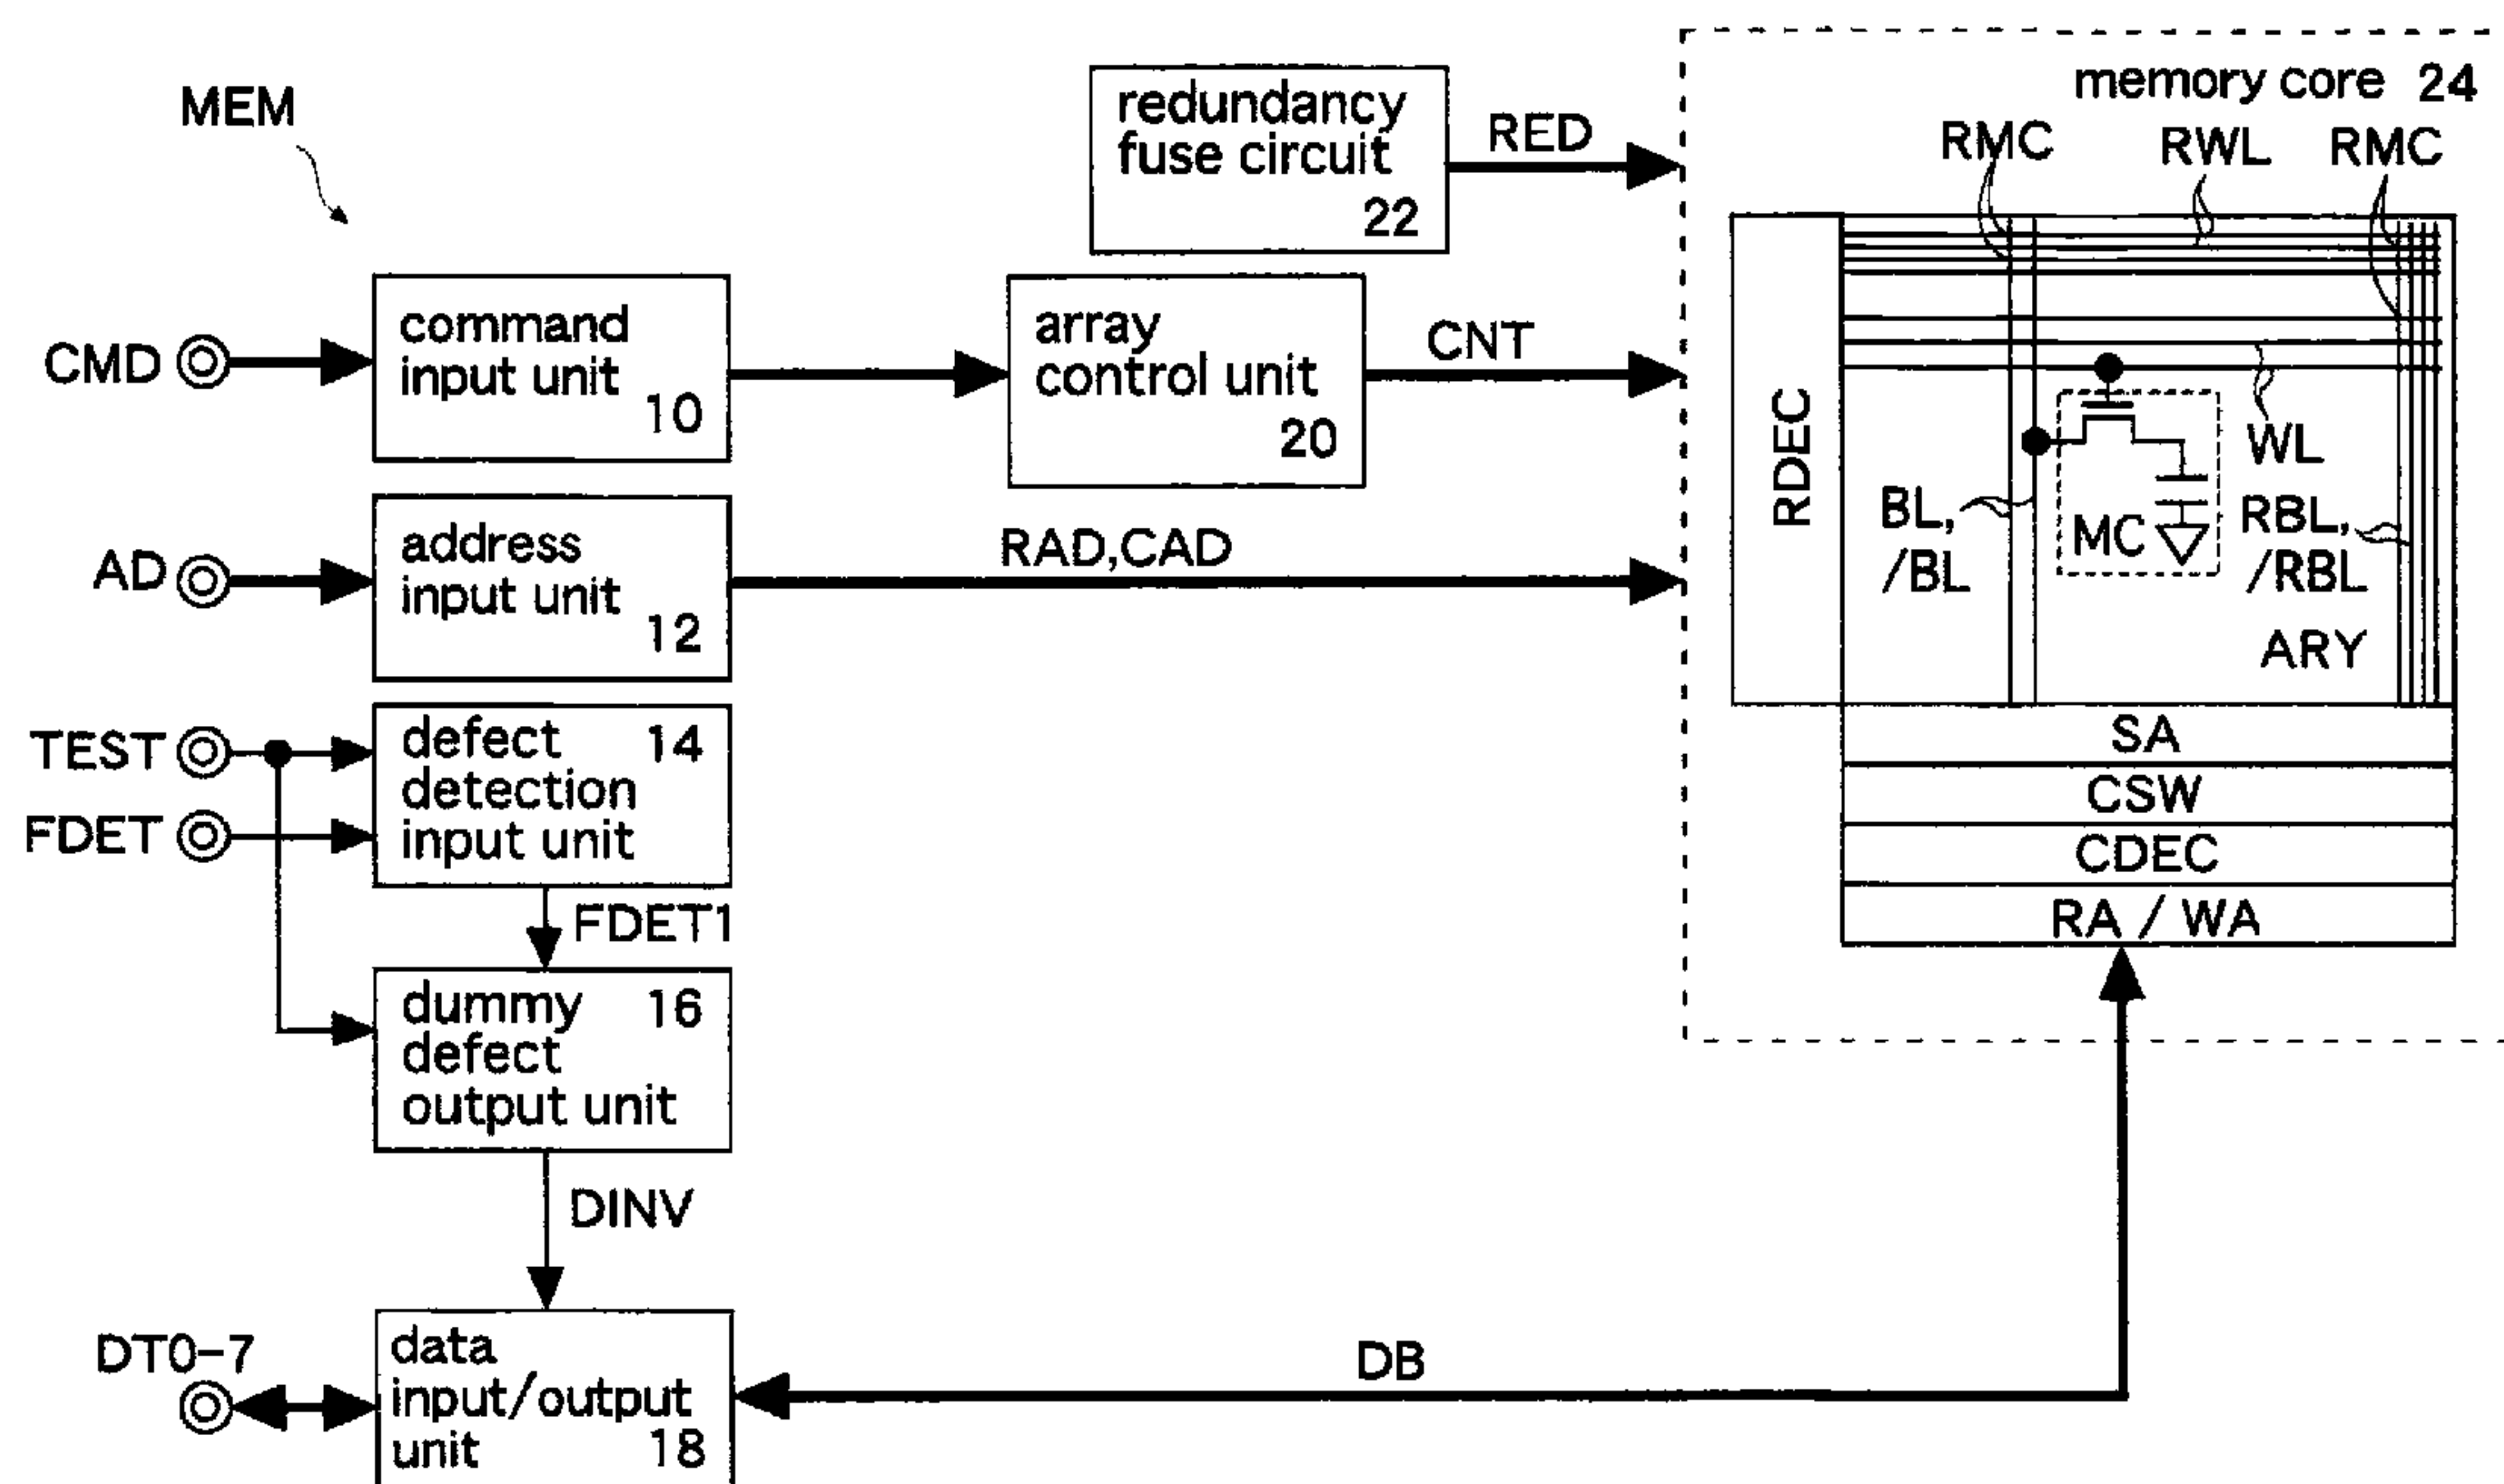 MEM
redundancy
fuse circuit
22
RED
memory core 24
RMC
RWL
RMC
CMD
command
input unit
10
array
control unit
20
CNT
RDEC
WL
BL,
/BL
MC
RBL,
/RBL
ARY
AD
address
input unit
12
RAD,CAD
TEST
FDET
defect
14
detection
input unit
FDET1
SA
CSW
CDEC
RA / WA
dummy
16
defect
output unit
DINV
DT0-7
data
input/output
unit
18
DB